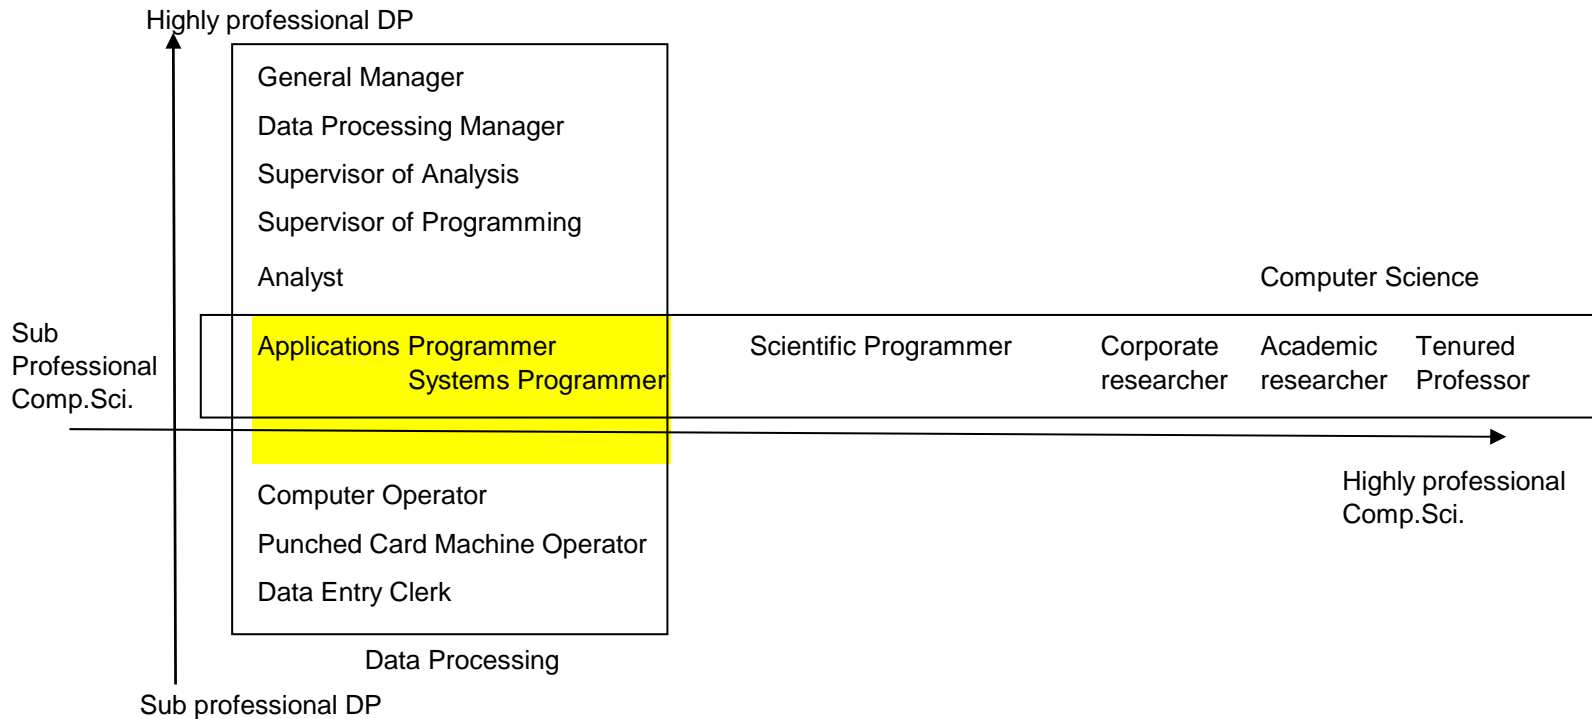 Highly professional DP
General Manager
Data Processing Manager
Supervisor of Analysis
Supervisor of Programming
Analyst
Computer Science
Sub
Professional
Comp.Sci.
Applications Programmer
Systems Programmer
Scientific Programmer
Corporate
researcher
Academic
researcher
Tenured
Professor
Highly professional
Comp.Sci.
Computer Operator
Punched Card Machine Operator
Data Entry Clerk
Data Processing
Sub professional DP